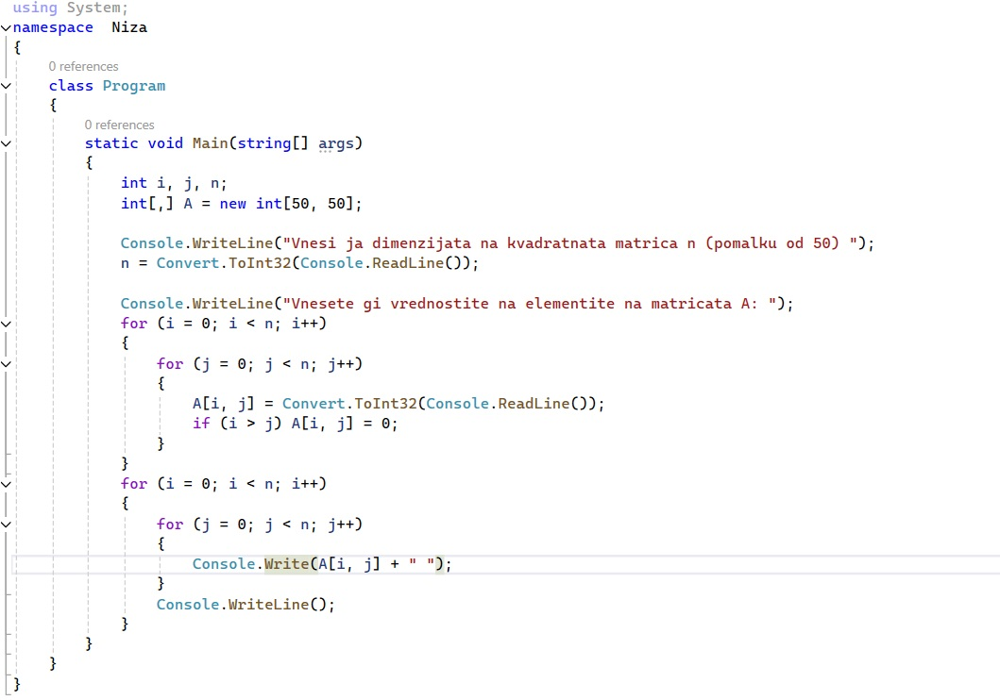 using System;
namespace  Niza
{
0 references
class Program
{
0 references
static void Main(string[] args)
{
int i, j, n;
int[,] A = new int[50, 50];
Console.WriteLine("Vnesi ja dimenzijata na kvadratnata matrica n (pomalku od 50) ");
n = Convert.ToInt32(Console.ReadLine());
Console.WriteLine("Vnesete gi vrednostite na elementite na matricata A: ");
for (i = 0; i < n; i++)
{
for (j = 0; j < n; j++)
{
A[i, j] = Convert.ToInt32(Console.ReadLine());
if (i > j) A[i, j] = 0;
}
}
for (i = 0; i < n; i++)
{
for (j = 0; j < n; j++)
{
Console.Write(A[i, j] + " ");
}
Console.WriteLine();
}
}
}
}